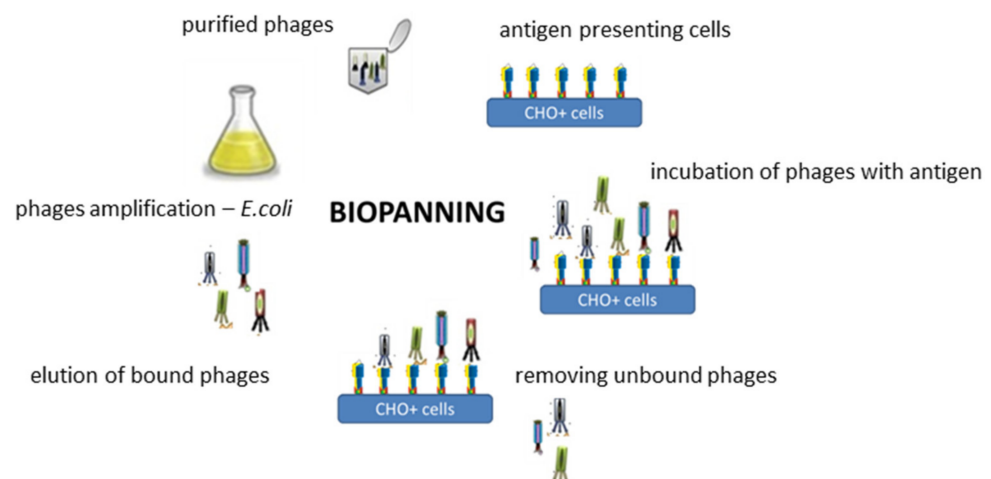 purified phages
antigen presenting cells
CHO+ cells
incubation of phages with antigen
phages amplification – E.coli
BIOPANNING
CHO+ cells
elution of bound phages
removing unbound phages
CHO+ cells